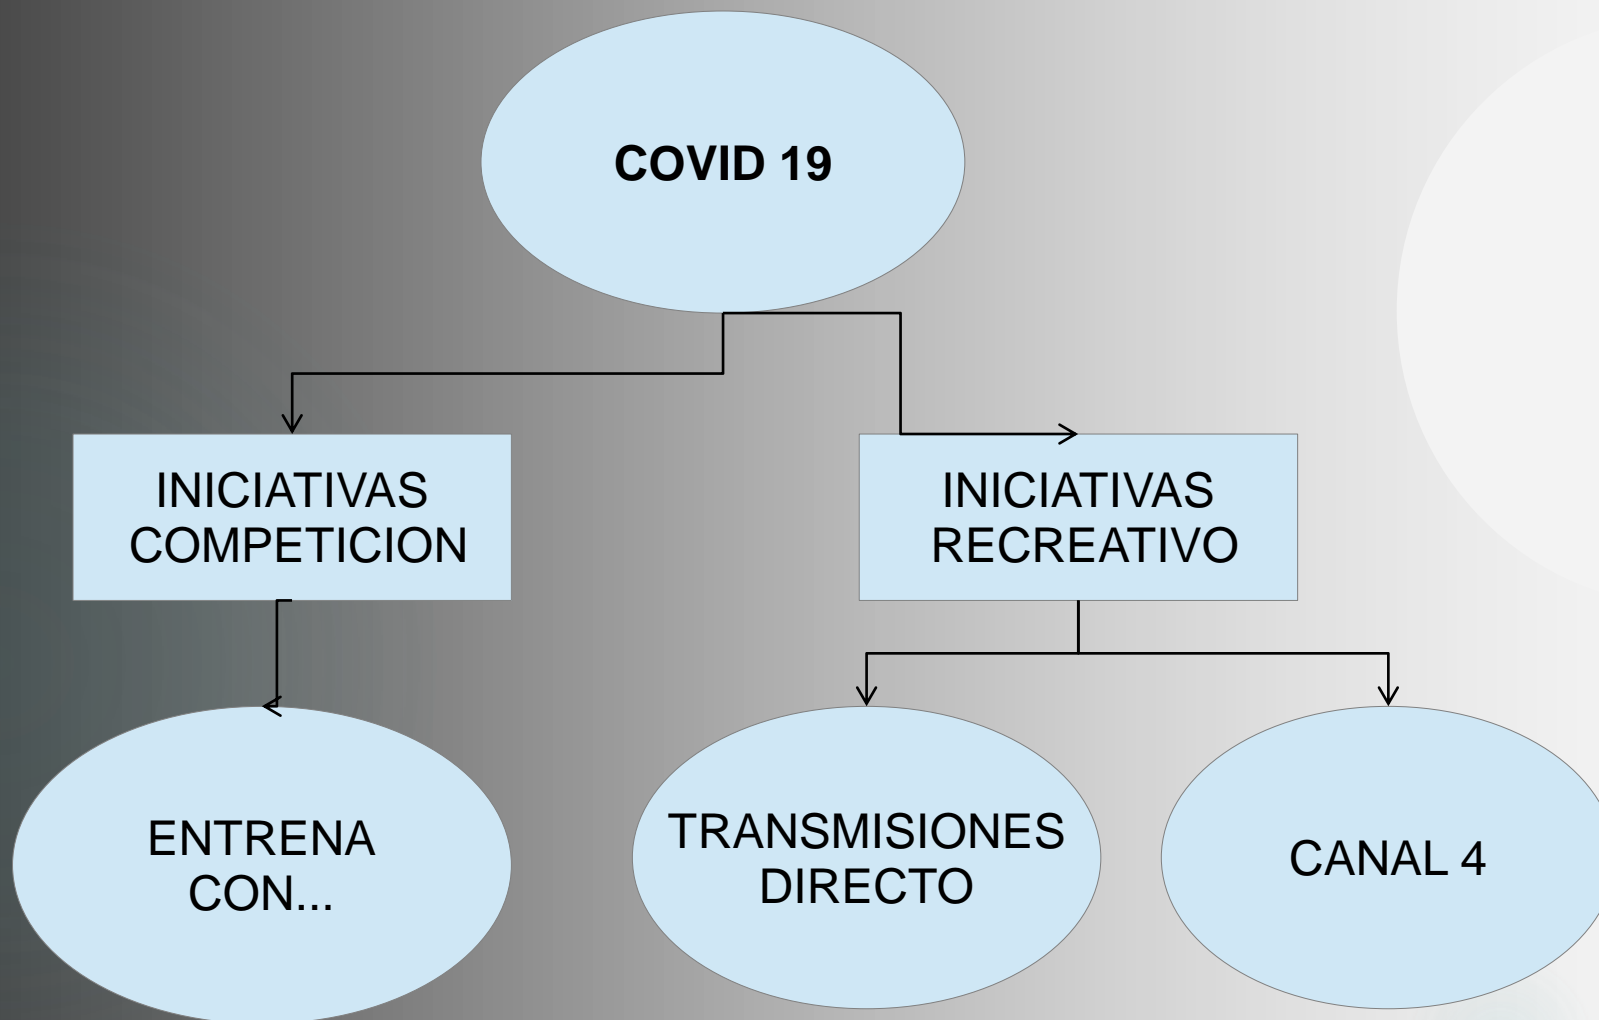 COVID 19
INICIATIVAS
COMPETICION
INICIATIVAS
RECREATIVO
ENTRENA
CON...
TRANSMISIONES
DIRECTO
CANAL 4